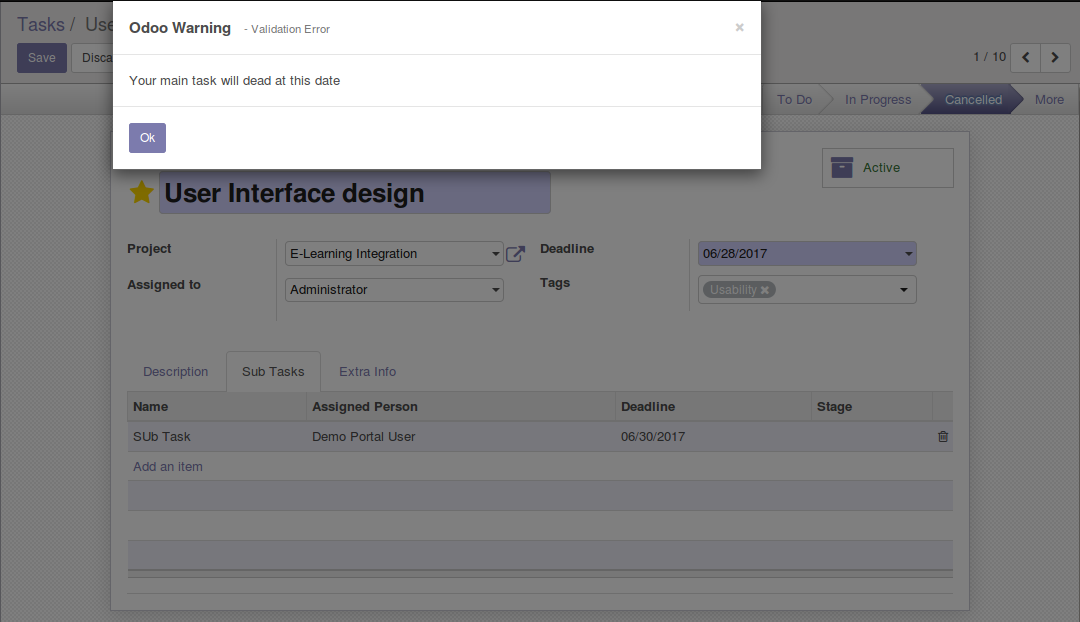 Tasks / Use
Odoo Warning - Validation Error
×
Save Disca
1 / 10
Your main task will dead at this date
To Do In Progress Cancelled More
Ok
Active
User Interface design
Project E-Learning Integration Deadline 06/28/2017
Assigned to Administrator Tags Usability ×
Description Sub Tasks Extra Info
Name Assigned Person Deadline Stage
SUb Task Demo Portal User 06/30/2017
Add an item